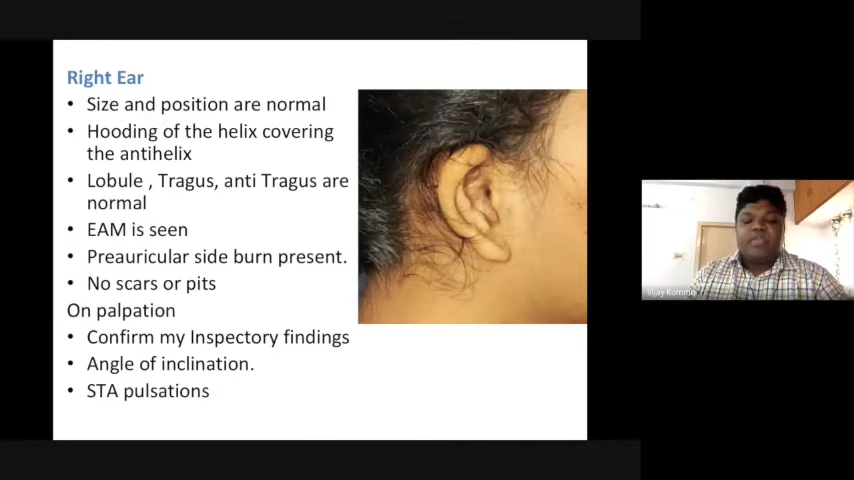 Right Ear
• Size and position are normal
• Hooding of the helix covering
the antihelix
• Lobule , Tragus, anti Tragus are
normal
• EAM is seen
• Preauricular side burn present.
• No scars or pits
On palpation
• Confirm my Inspectory findings
• Angle of inclination.
• STA pulsations
Vijay Kommu